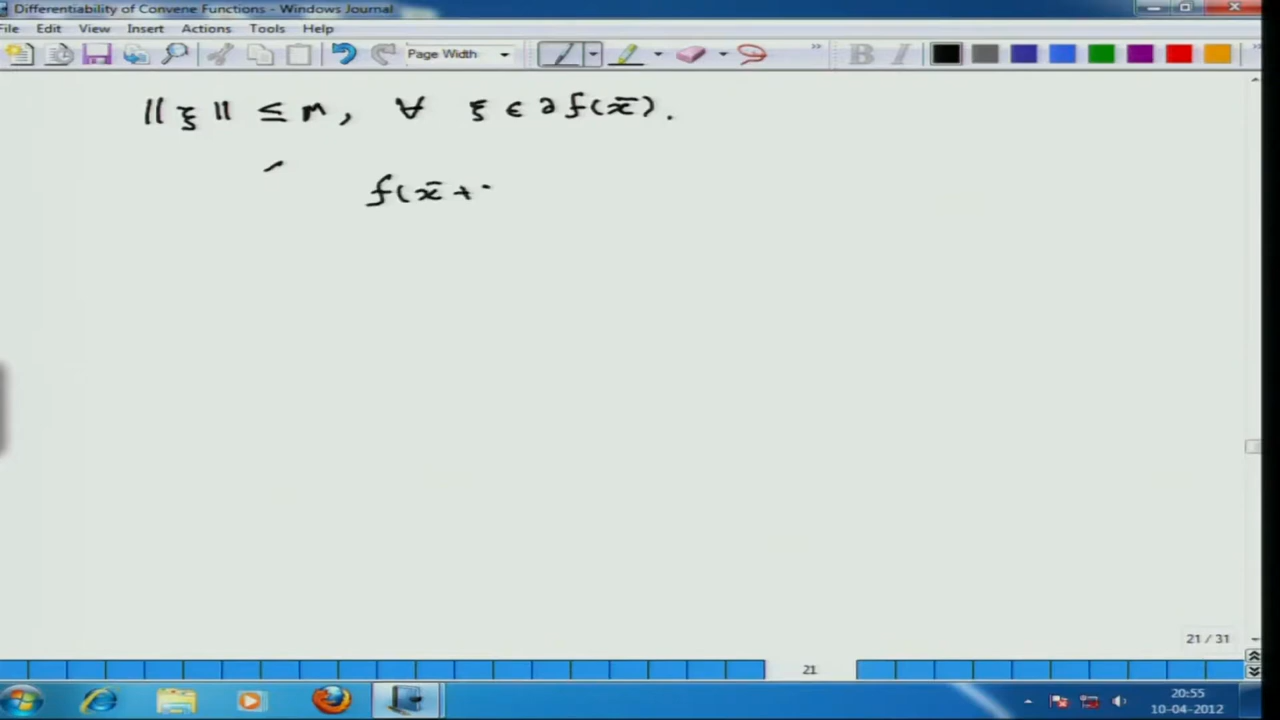 Differentiability of Convene Functions - Windows Journal
File Edit View Insert Actions Tools Help
Page Width
B I
‖ξ‖ ≤ M, ∀ ξ ∈ ∂f(x̄).
f(x̄ +
21 / 31
21
20:55
10-04-2012